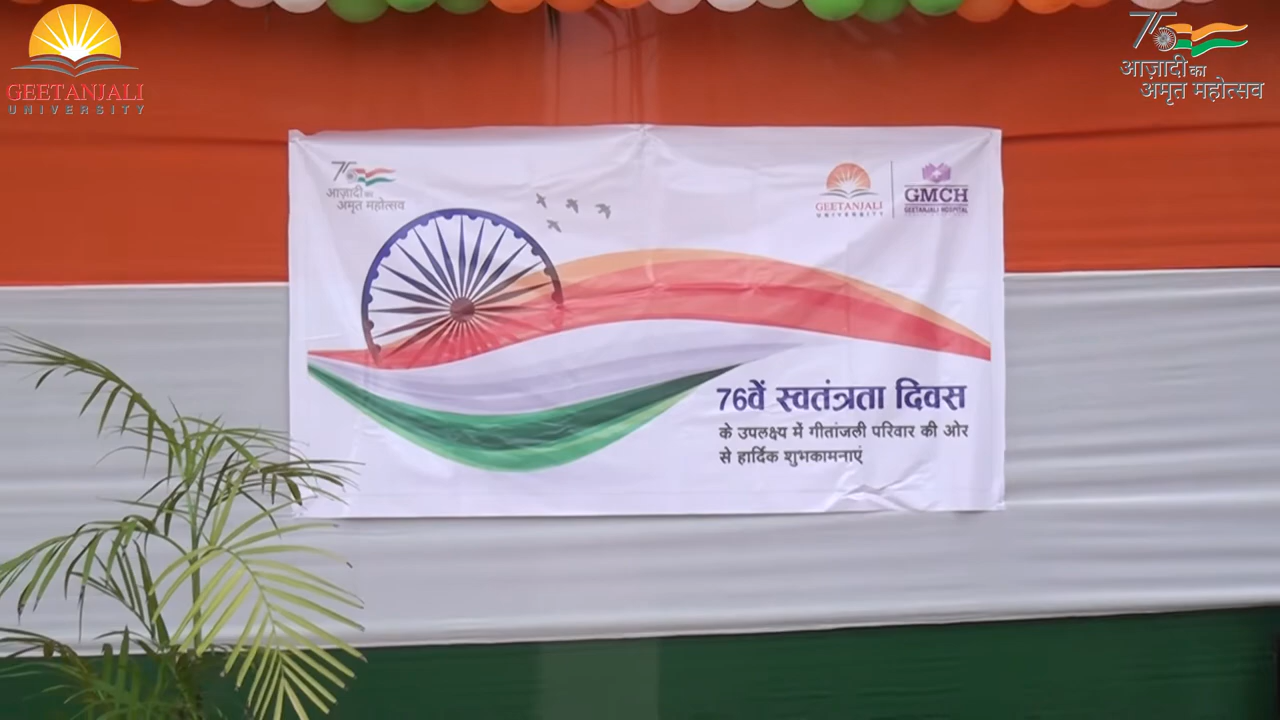 GEETANJALI
UNIVERSITY
75
आज़ादी का
अमृत महोत्सव
75
आज़ादी का
अमृत महोत्सव
GEETANJALI
UNIVERSITY
GMCH
GEETANJALI HOSPITAL
76वें स्वतंत्रता दिवस
के उपलक्ष्य में गीतांजली परिवार की ओर
से हार्दिक शुभकामनाएं